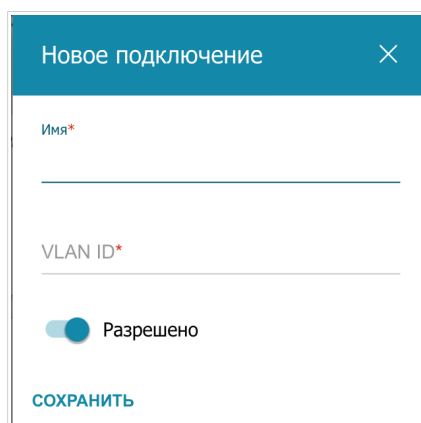 Новое подключение
Имя*
VLAN ID*
Разрешено
СОХРАНИТЬ